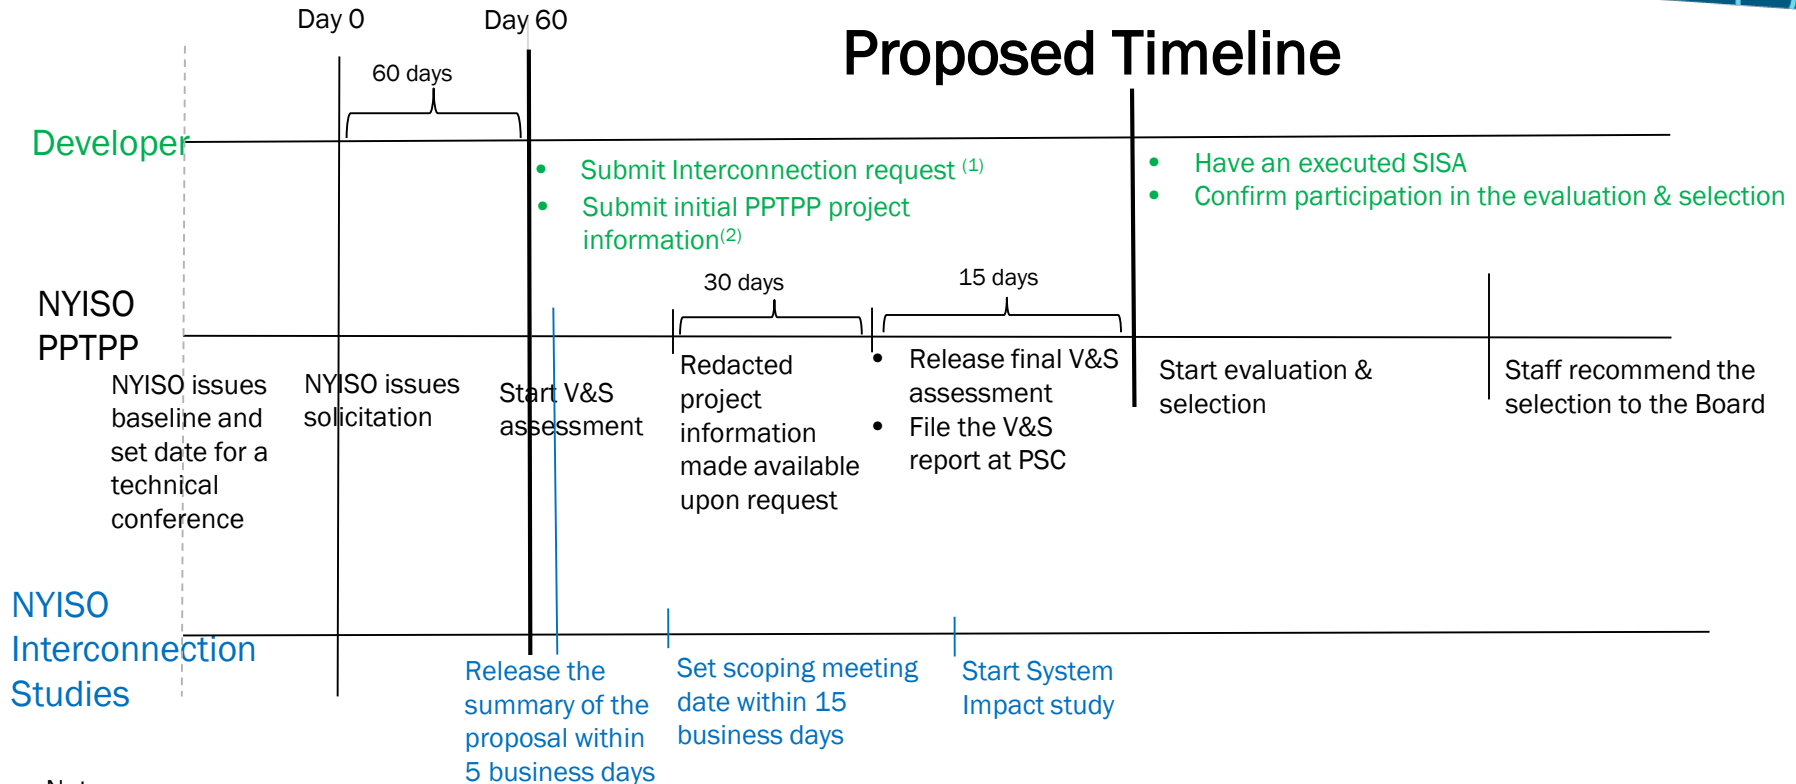 Day 0
Day 60
Proposed Timeline
60 days
Developer
• Submit Interconnection request (1)
• Submit initial PPTPP project
information(2)
• Have an executed SISA
• Confirm participation in the evaluation & selection
30 days
15 days
NYISO
PPTPP
NYISO issues
baseline and
set date for a
technical
conference
NYISO issues
solicitation
Start V&S
assessment
Redacted
project
information
made available
upon request
• Release final V&S
assessment
• File the V&S
report at PSC
Start evaluation &
selection
Staff recommend the
selection to the Board
NYISO
Interconnection
Studies
Release the
summary of the
proposal within
5 business days
Set scoping meeting
date within 15
business days
Start System
Impact study